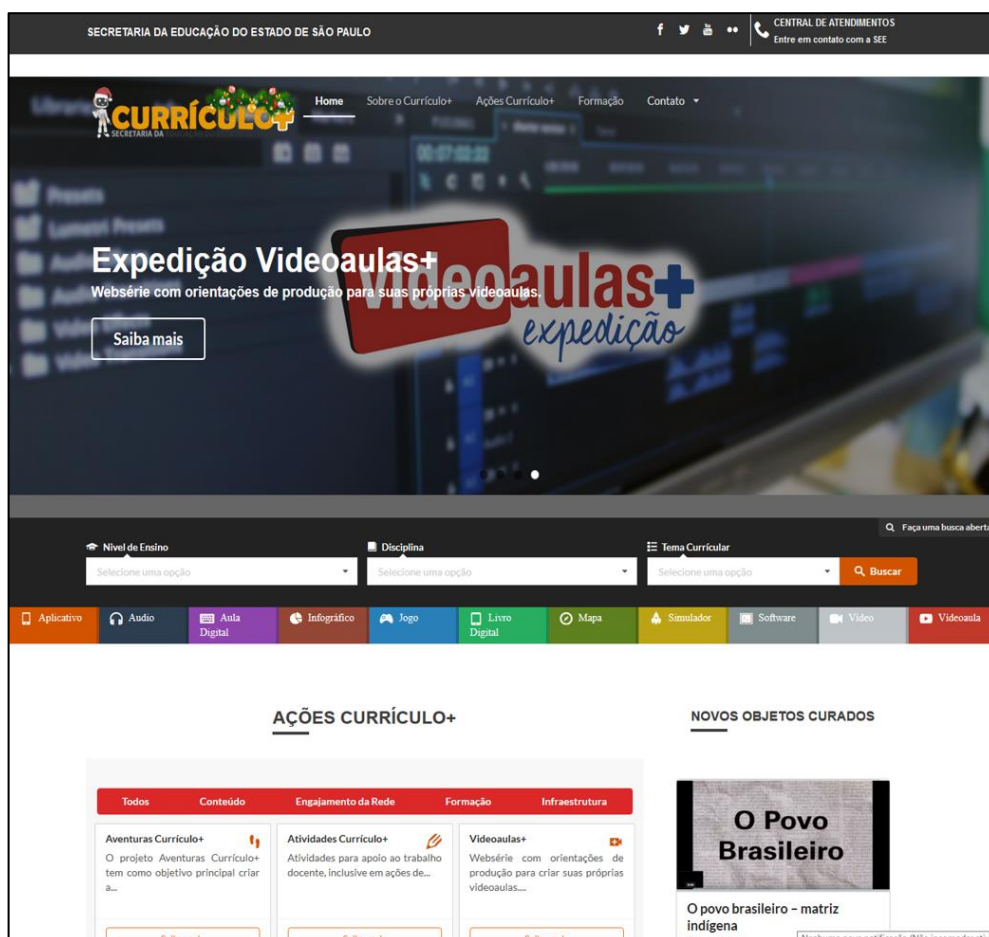 SECRETARIA DA EDUCAÇÃO DO ESTADO DE SÃO PAULO
CENTRAL DE ATENDIMENTOS
Entre em contato com a SEE
CURRÍCULO+
SECRETARIA DA
Home Sobre o Currículo+ Ações Currículo+ Formação Contato
00:07:02:22
Presets
Lumetri Presets
videoaulas+
expedição
Expedição Videoaulas+
Websérie com orientações de produção para suas próprias videoaulas.
Saiba mais
Faça uma busca aberta
Nível de Ensino Disciplina Tema Currícular
Selecione uma opção Selecione uma opção Selecione uma opção Buscar
Aplicativo Audio Aula Infográfico Jogo Livro Mapa Simulador Software Vídeo Videoaula
Digital Digital
AÇÕES CURRÍCULO+
NOVOS OBJETOS CURADOS
Todos Conteúdo Engajamento da Rede Formação Infraestrutura
Aventuras Currículo+
O projeto Aventuras Currículo+
tem como objetivo principal criar
a...
Atividades Currículo+
Atividades para apoio ao trabalho
docente, inclusive em ações de...
Videoaulas+
Websérie com orientações de
produção para criar suas próprias
videoaulas....
O Povo
Brasileiro
O povo brasileiro – matriz
indígena